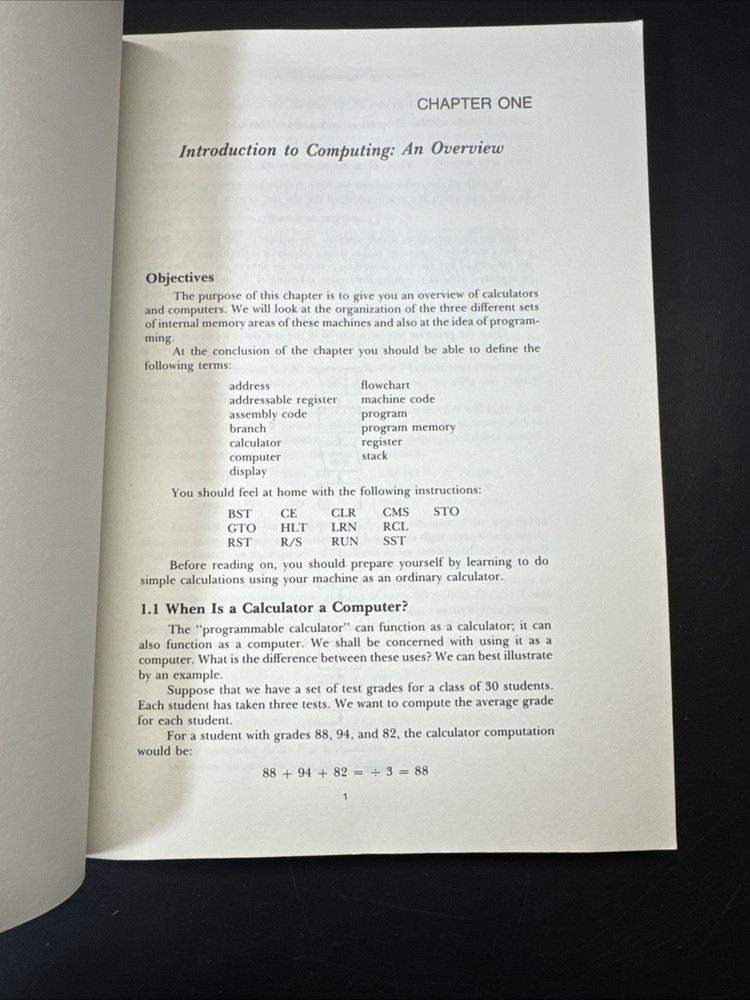 CHAPTER ONE
Introduction to Computing: An Overview
Objectives
The purpose of this chapter is to give you an overview of calculators
and computers. We will look at the organization of the three different sets
of internal memory areas of these machines and also at the idea of program-
ming.
At the conclusion of the chapter you should be able to define the
following terms:
address flowchart
addressable register machine code
assembly code program
branch program memory
calculator register
computer stack
display
You should feel at home with the following instructions:
BST CE CLR CMS STO
GTO HLT LRN RCL
RST R/S RUN SST
Before reading on, you should prepare yourself by learning to do
simple calculations using your machine as an ordinary calculator.
1.1 When Is a Calculator a Computer?
The "programmable calculator" can function as a calculator; it can
also function as a computer. We shall be concerned with using it as a
computer. What is the difference between these uses? We can best illustrate
by an example.
Suppose that we have a set of test grades for a class of 30 students.
Each student has taken three tests. We want to compute the average grade
for each student.
For a student with grades 88, 94, and 82, the calculator computation
would be:
88 + 94 + 82 = ÷ 3 = 88
1